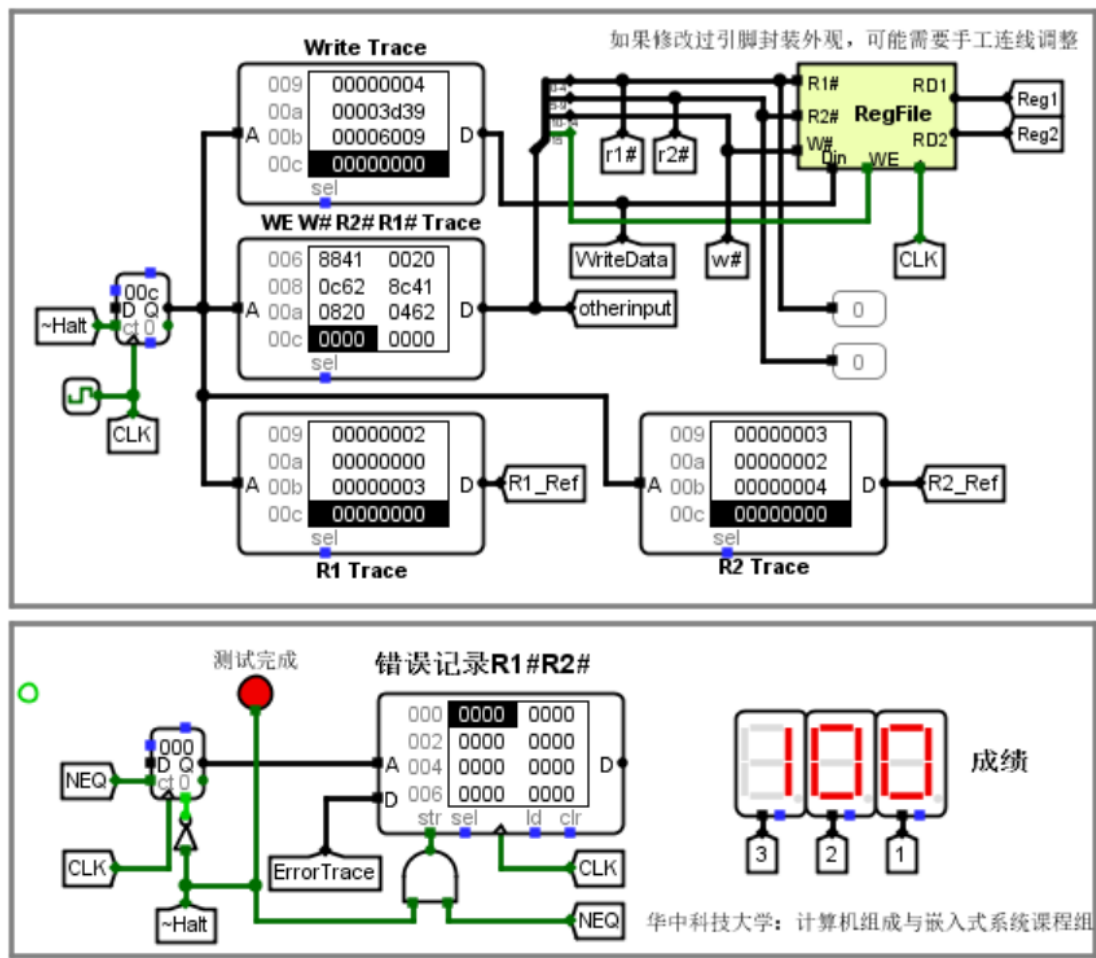 如果修改过引脚封装外观，可能需要手工连线调整
Write Trace
009 00000004
00a 00003d39
00b 00006009
00c 00000000
A
D
sel
R1#
R2#
W#
Din
WE
RD1
RD2
RegFile
Reg1
Reg2
r1#
r2#
WE W# R2# R1# Trace
006 8841 0020
008 0c62 8c41
00a 0820 0462
00c 0000 0000
A
D
sel
WriteData
w#
CLK
otherinput
0
0
~Halt
00c
D Q
ct 0
CLK
009 00000002
00a 00000000
00b 00000003
00c 00000000
A
D
sel
R1 Trace
R1_Ref
009 00000003
00a 00000002
00b 00000004
00c 00000000
A
D
sel
R2 Trace
R2_Ref
测试完成
错误记录R1#R2#
000 0000 0000
002 0000 0000
004 0000 0000
006 0000 0000
A
D
D
str sel ld clr
NEQ
000
D Q
ct 0
CLK
~Halt
ErrorTrace
CLK
NEQ
100
成绩
3
2
1
华中科技大学：计算机组成与嵌入式系统课程组